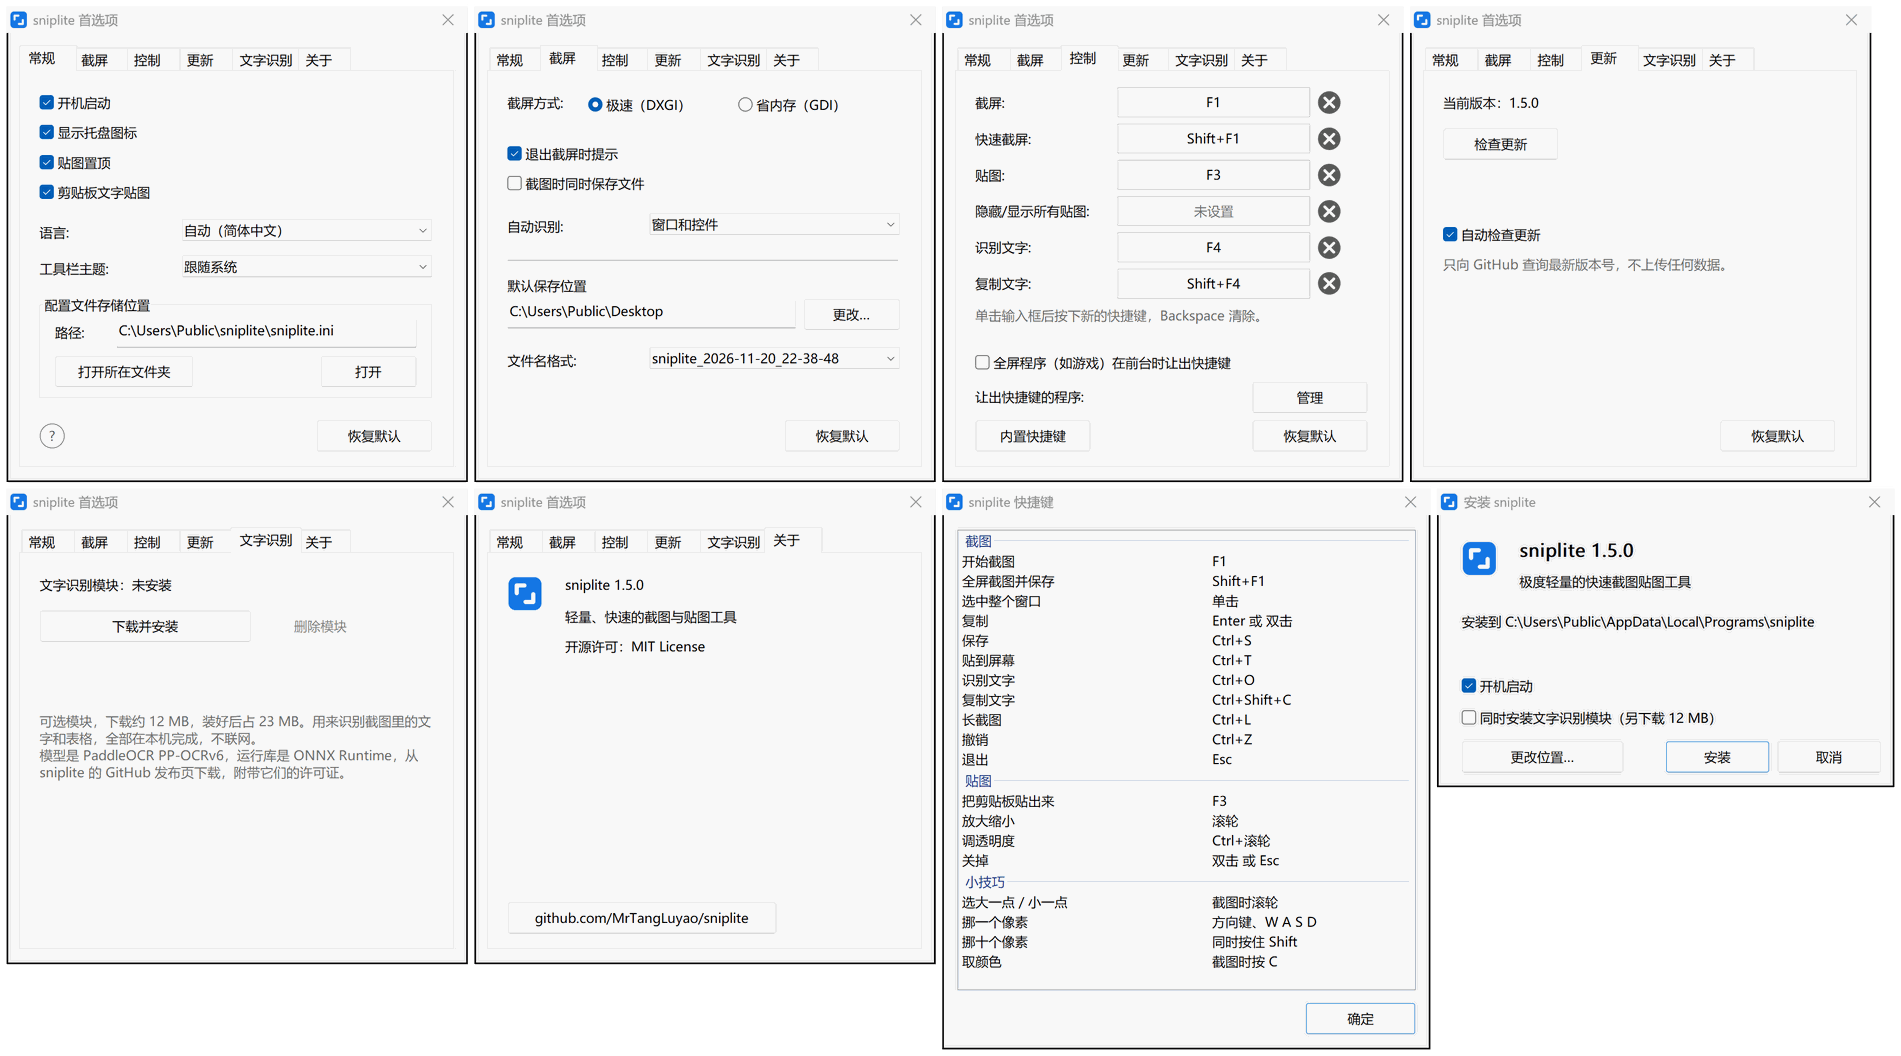 sniplite 首选项
常规 截屏 控制 更新 文字识别 关于
开机启动
显示托盘图标
贴图置顶
剪贴板文字贴图
语言: 自动（简体中文）
工具栏主题: 跟随系统
配置文件存储位置
路径: C:\Users\Public\sniplite\sniplite.ini
打开所在文件夹 打开
? 恢复默认
sniplite 首选项
常规 截屏 控制 更新 文字识别 关于
截屏方式: 极速（DXGI） 省内存（GDI）
退出截屏时提示
截图时同时保存文件
自动识别: 窗口和控件
默认保存位置
C:\Users\Public\Desktop 更改...
文件名格式: sniplite_2026-11-20_22-38-48
恢复默认
sniplite 首选项
常规 截屏 控制 更新 文字识别 关于
截屏: F1
快速截屏: Shift+F1
贴图: F3
隐藏/显示所有贴图: 未设置
识别文字: F4
复制文字: Shift+F4
单击输入框后按下新的快捷键，Backspace 清除。
全屏程序（如游戏）在前台时让出快捷键
让出快捷键的程序: 管理
内置快捷键 恢复默认
sniplite 首选项
常规 截屏 控制 更新 文字识别 关于
当前版本：1.5.0
检查更新
自动检查更新
只向 GitHub 查询最新版本号，不上传任何数据。
恢复默认
sniplite 首选项
常规 截屏 控制 更新 文字识别 关于
文字识别模块：未安装
下载并安装 删除模块
可选模块，下载约 12 MB，装好后占 23 MB。用来识别截图里的文
字和表格，全部在本机完成，不联网。
模型是 PaddleOCR PP-OCRv6，运行库是 ONNX Runtime，从
sniplite 的 GitHub 发布页下载，附带它们的许可证。
sniplite 首选项
常规 截屏 控制 更新 文字识别 关于
sniplite 1.5.0
轻量、快速的截图与贴图工具
开源许可：MIT License
github.com/MrTangLuyao/sniplite
sniplite 快捷键
截图
开始截图 F1
全屏截图并保存 Shift+F1
选中整个窗口 单击
复制 Enter 或 双击
保存 Ctrl+S
贴到屏幕 Ctrl+T
识别文字 Ctrl+O
复制文字 Ctrl+Shift+C
长截图 Ctrl+L
撤销 Ctrl+Z
退出 Esc
贴图
把剪贴板贴出来 F3
放大缩小 滚轮
调透明度 Ctrl+滚轮
关掉 双击 或 Esc
小技巧
选大一点 / 小一点 截图时滚轮
挪一个像素 方向键、W A S D
挪十个像素 同时按住 Shift
取颜色 截图时按 C
确定
安装 sniplite
sniplite 1.5.0
极度轻量的快速截图贴图工具
安装到 C:\Users\Public\AppData\Local\Programs\sniplite
开机启动
同时安装文字识别模块（另下载 12 MB）
更改位置... 安装 取消